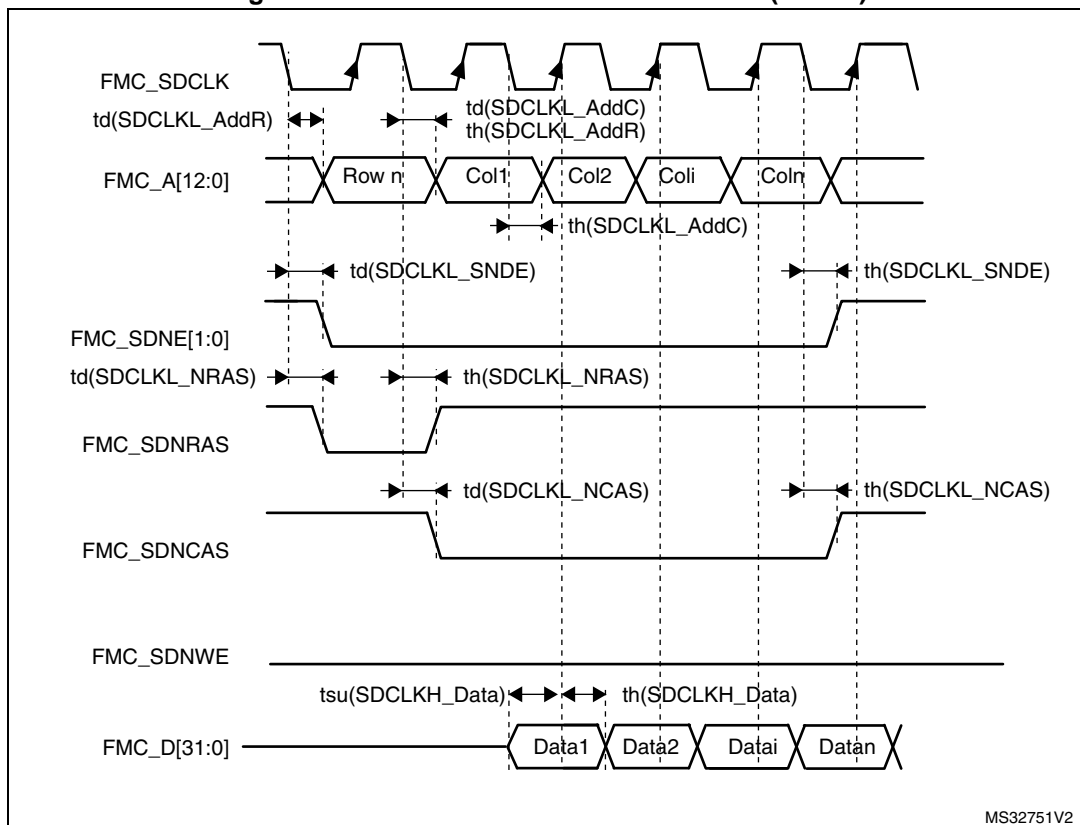 FMC_SDCLK
td(SDCLKL_AddR)
td(SDCLKL_AddC)
th(SDCLKL_AddR)
FMC_A[12:0]
Row n
Col1
Col2
Coli
Coln
th(SDCLKL_AddC)
td(SDCLKL_SNDE)
th(SDCLKL_SNDE)
FMC_SDNE[1:0]
td(SDCLKL_NRAS)
th(SDCLKL_NRAS)
FMC_SDNRAS
td(SDCLKL_NCAS)
th(SDCLKL_NCAS)
FMC_SDNCAS
FMC_SDNWE
tsu(SDCLKH_Data)
th(SDCLKH_Data)
FMC_D[31:0]
Data1
Data2
Datai
Datan
MS32751V2